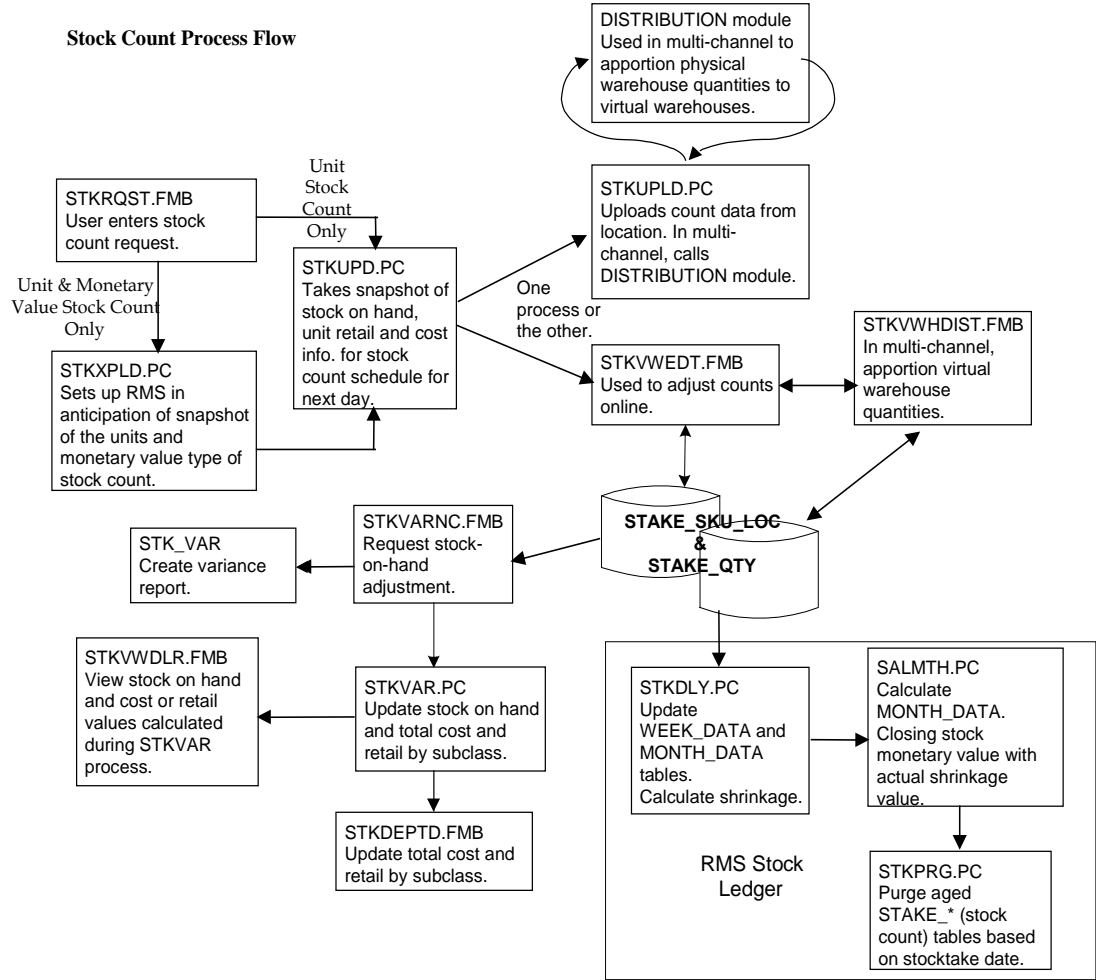 Stock Count Process Flow
DISTRIBUTION module
Used in multi-channel to
apportion physical
warehouse quantities to
virtual warehouses.
STKRQST.FMB
User enters stock
count request.
Unit
Stock
Count
Only
STKUPLD.PC
Uploads count data from
location. In multi-
channel, calls
DISTRIBUTION module.
Unit & Monetary
Value Stock Count
Only
STKUPD.PC
Takes snapshot of
stock on hand,
unit retail and cost
info. for stock
count schedule for
next day.
One
process or
the other.
STKXPLD.PC
Sets up RMS in
anticipation of snapshot
of the units and
monetary value type of
stock count.
STKVWEDT.FMB
Used to adjust counts
online.
STKVWHDIST.FMB
In multi-channel,
apportion virtual
warehouse
quantities.
STAKE_SKU_LOC
&
STAKE_QTY
STKVARNC.FMB
Request stock-
on-hand
adjustment.
STK_VAR
Create variance
report.
STKVWDLR.FMB
View stock on hand
and cost or retail
values calculated
during STKVAR
process.
STKVAR.PC
Update stock on hand
and total cost and
retail by subclass.
STKDEPTD.FMB
Update total cost and
retail by subclass.
STKDLY.PC
Update
WEEK_DATA and
MONTH_DATA
tables.
Calculate shrinkage.
SALMTH.PC
Calculate
MONTH_DATA.
Closing stock
monetary value with
actual shrinkage
value.
RMS Stock
Ledger
STKPRG.PC
Purge aged
STAKE_* (stock
count) tables based
on stocktake date.